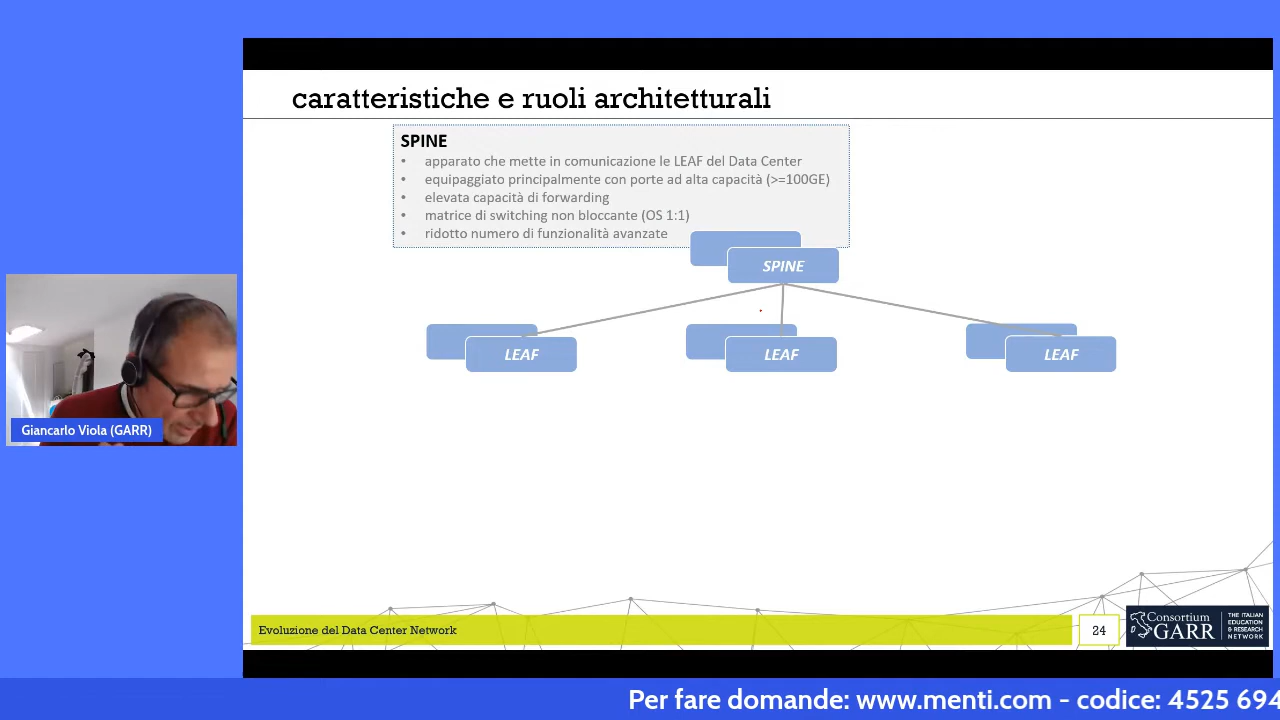 caratteristiche e ruoli architetturali
SPINE
• apparato che mette in comunicazione le LEAF del Data Center
• equipaggiato principalmente con porte ad alta capacità (>=100GE)
• elevata capacità di forwarding
• matrice di switching non bloccante (OS 1:1)
• ridotto numero di funzionalità avanzate
SPINE
LEAF
LEAF
LEAF
Giancarlo Viola (GARR)
Evoluzione del Data Center Network
24
Consortium
GARR
THE ITALIAN
EDUCATION
& RESEARCH
NETWORK
Per fare domande: www.menti.com - codice: 4525 694